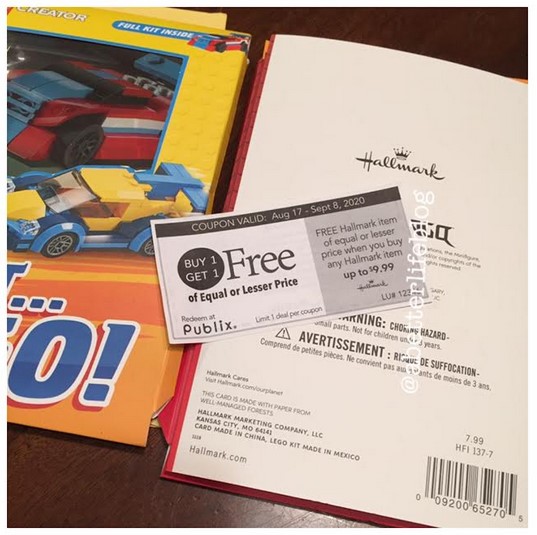 CREATOR
FULL KIT INSIDE
GO!
Hallmark
COUPON VALID: Aug 17 - Sept 8, 2020
BUY 1
GET 1
Free
of Equal or Lesser Price
Redeem at
Publix.
Limit 1 deal per coupon
FREE Hallmark item
of equal or lesser
price when you buy
any Hallmark item
up to $9.99
Hallmark
LU#
@abetterlifeblog
WARNING: CHOKING HAZARD-
Small parts. Not for children under 3 years.
AVERTISSEMENT : RISQUE DE SUFFOCATION-
Comprend de petites pièces. Ne convient pas aux enfants de moins de 3 ans.
Hallmark Cares
Visit Hallmark.com/ourplanet
THIS CARD IS MADE WITH PAPER FROM
WELL-MANAGED FORESTS
HALLMARK MARKETING COMPANY, LLC
KANSAS CITY, MO 64141
CARD MADE IN CHINA, LEGO KIT MADE IN MEXICO
Hallmark.com
7.99
HFI 137-7
0 09200 65270 5